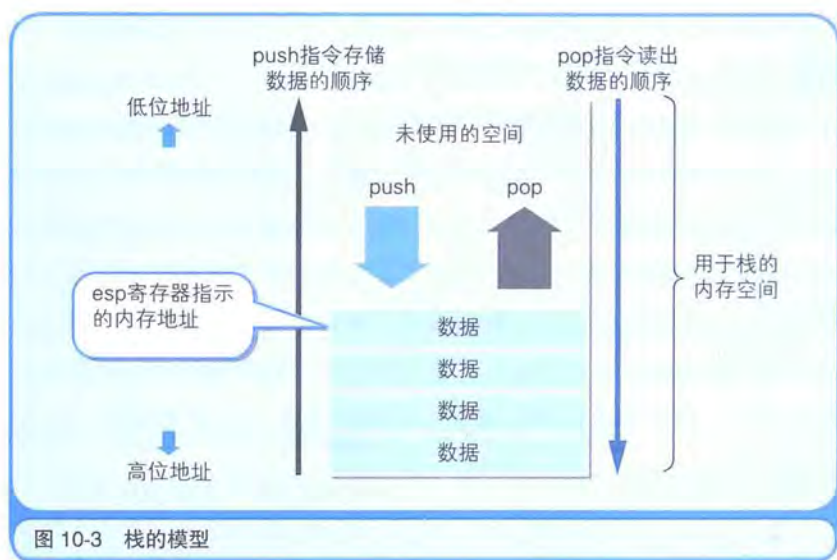 push指令存储
数据的顺序
pop指令读出
数据的顺序
低位地址
未使用的空间
push
pop
用于栈的
内存空间
esp寄存器指示
的内存地址
数据
数据
数据
数据
高位地址
图 10-3 栈的模型